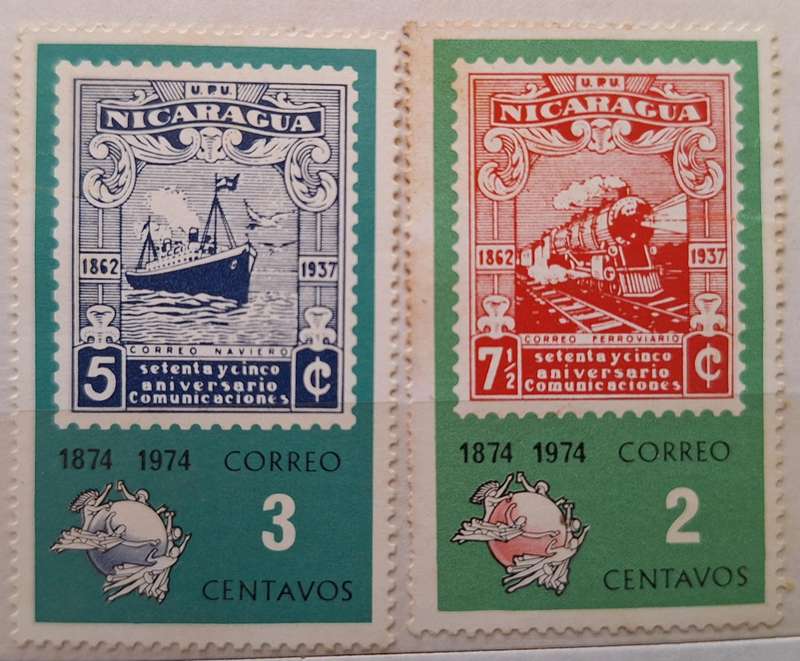 U.P.U.
NICARAGUA
1862 1937
CORREO NAVIERO
5 setenta y cinco ¢
aniversario
Comunicaciones
1874 1974 CORREO
3
CENTAVOS
U.P.U.
NICARAGUA
1862 1937
CORREO FERROVIARIO
7 1/2 setenta y cinco ¢
aniversario
Comunicaciones
1874 1974 CORREO
2
CENTAVOS